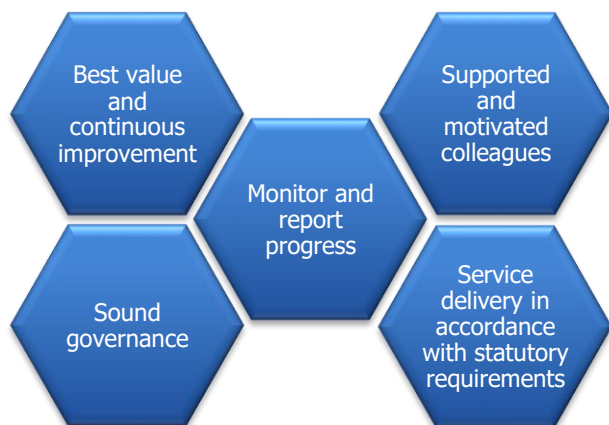 Best value
and
continuous
improvement
Supported
and
motivated
colleagues
Monitor and
report
progress
Sound
governance
Service
delivery in
accordance
with statutory
requirements